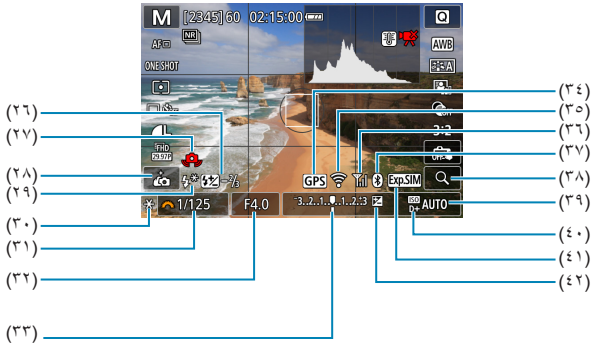 M [2345] 60 02:15:00 Q
AF NR AWB
ONE SHOT A
OFF
3:2
FHD 29.97P OFF
-2/3 GPS Exp.SIM
1/125 F4.0 -3..2..1..0..1..2.:3 ISO D+ AUTO
(٢٦)
(٢٧)
(٢٨)
(٢٩)
(٣٠)
(٣١)
(٣٢)
(٣٣)
(٣٤)
(٣٥)
(٣٦)
(٣٧)
(٣٨)
(٣٩)
(٤٠)
(٤١)
(٤٢)